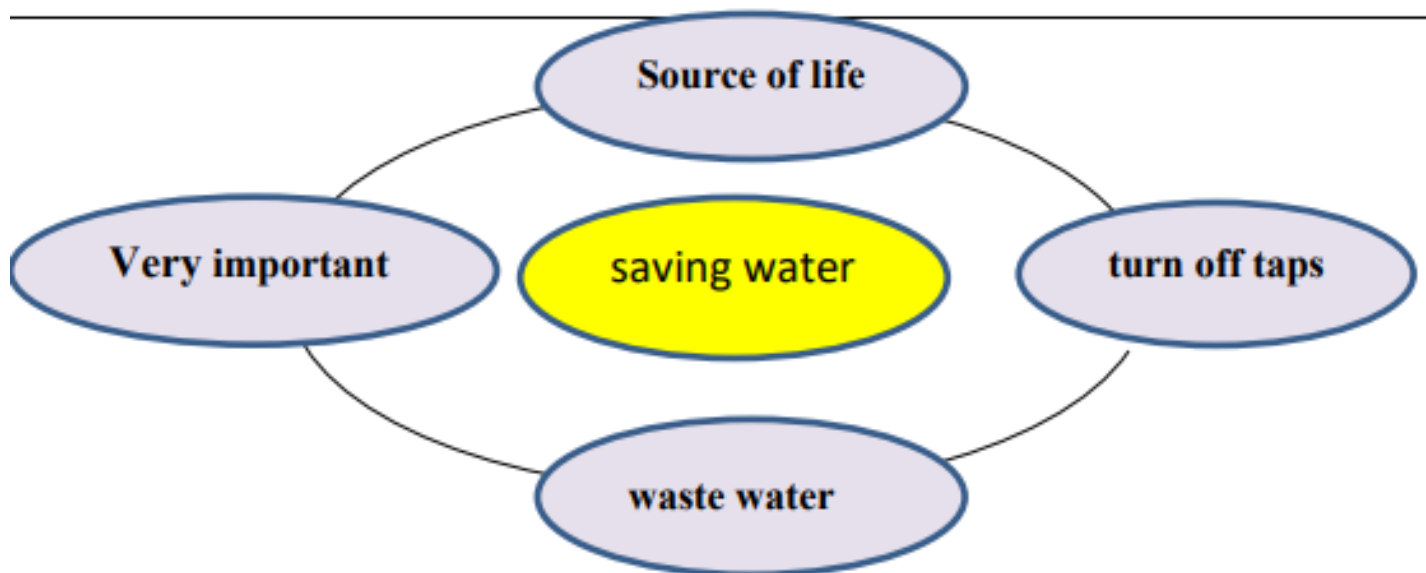 Source of life
Very important
saving water
turn off taps
waste water